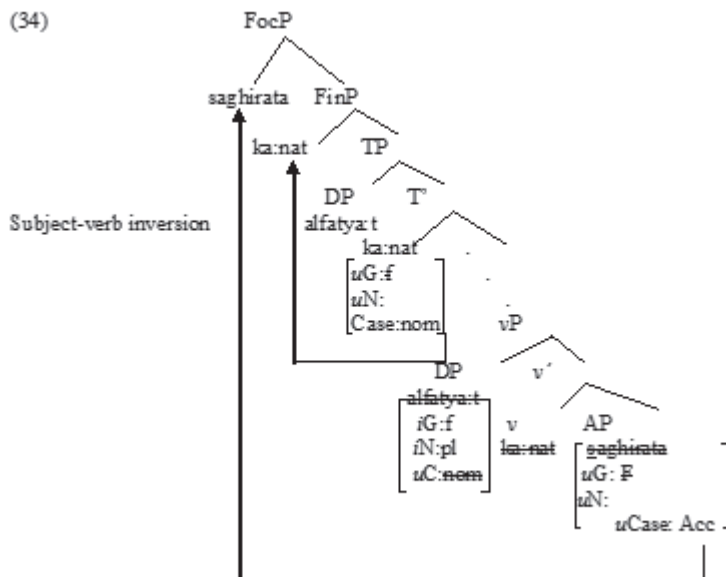 (34) FocP
saghirata FinP
ka:nat TP
DP T'
Subject-verb inversion alfatya:t
ka:nat
uG:f
uN:
Case:nom vP
DP v´
alfatya:t
iG:f v AP
iN:pl ka:nat saghirata
uC:nom uG: F
uN:
uCase: Acc